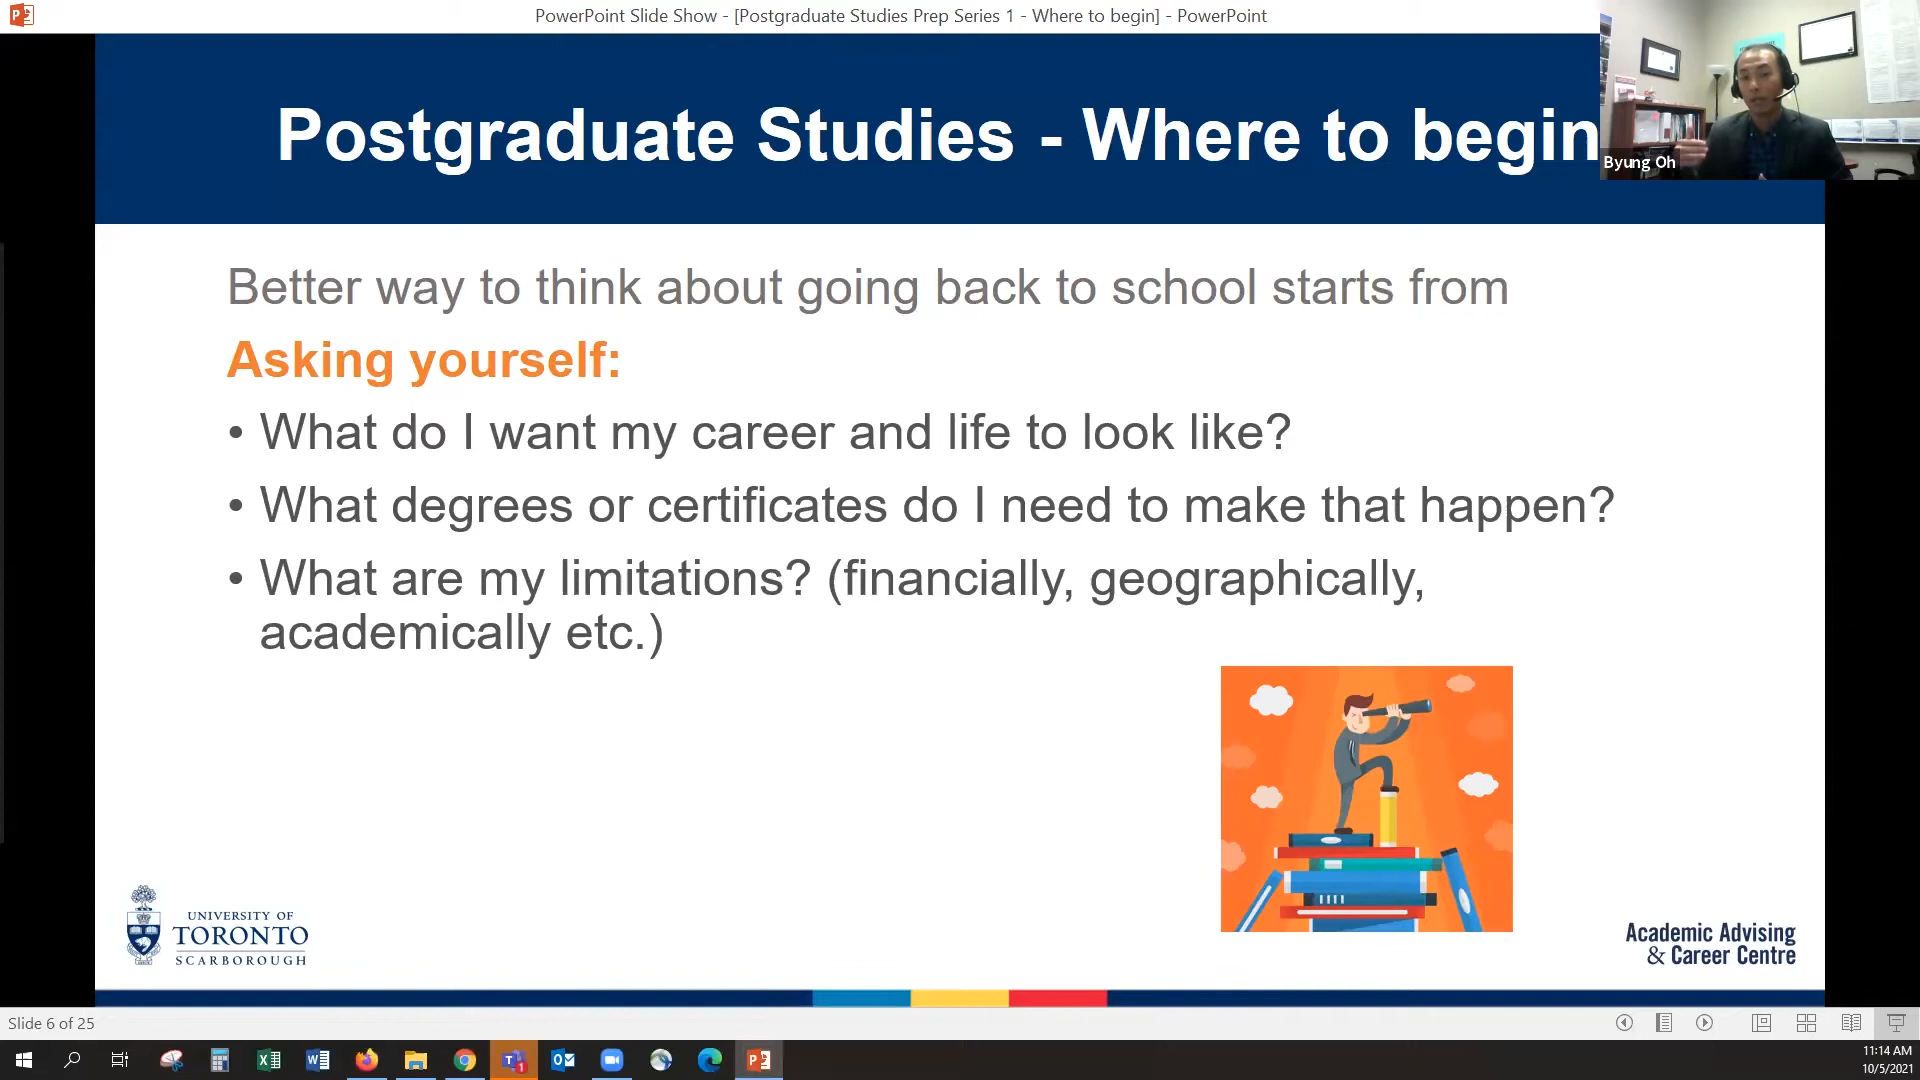 PowerPoint Slide Show - [Postgraduate Studies Prep Series 1 - Where to begin] - PowerPoint
Postgraduate Studies - Where to begin
Byung Oh
Better way to think about going back to school starts from
Asking yourself:
• What do I want my career and life to look like?
• What degrees or certificates do I need to make that happen?
• What are my limitations? (financially, geographically,
academically etc.)
UNIVERSITY OF
TORONTO
SCARBOROUGH
Academic Advising
& Career Centre
Slide 6 of 25
11:14 AM
10/5/2021